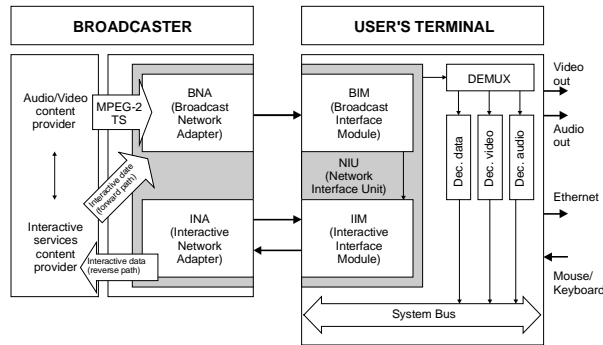 BROADCASTER
USER'S TERMINAL
Audio/Video
content
provider
MPEG-2
TS
BNA
(Broadcast
Network
Adapter)
BIM
(Broadcast
Interface
Module)
DEMUX
Video
out
Audio
out
Dec. data
Dec. video
Dec. audio
NIU
(Network
Interface Unit)
Interactive date
(forward path)
Interactive
services
content
provider
Interactive data
(reverse path)
INA
(Interactive
Network
Adapter)
IIM
(Interactive
Interface
Module)
Ethernet
Mouse/
Keyboard
System Bus